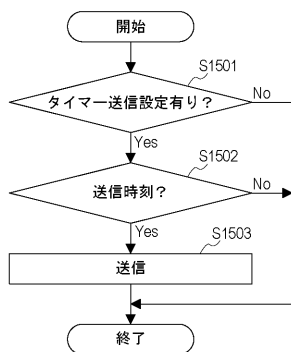 開始
S1501
タイマー送信設定有り？
No
Yes
S1502
送信時刻？
No
Yes
S1503
送信
終了